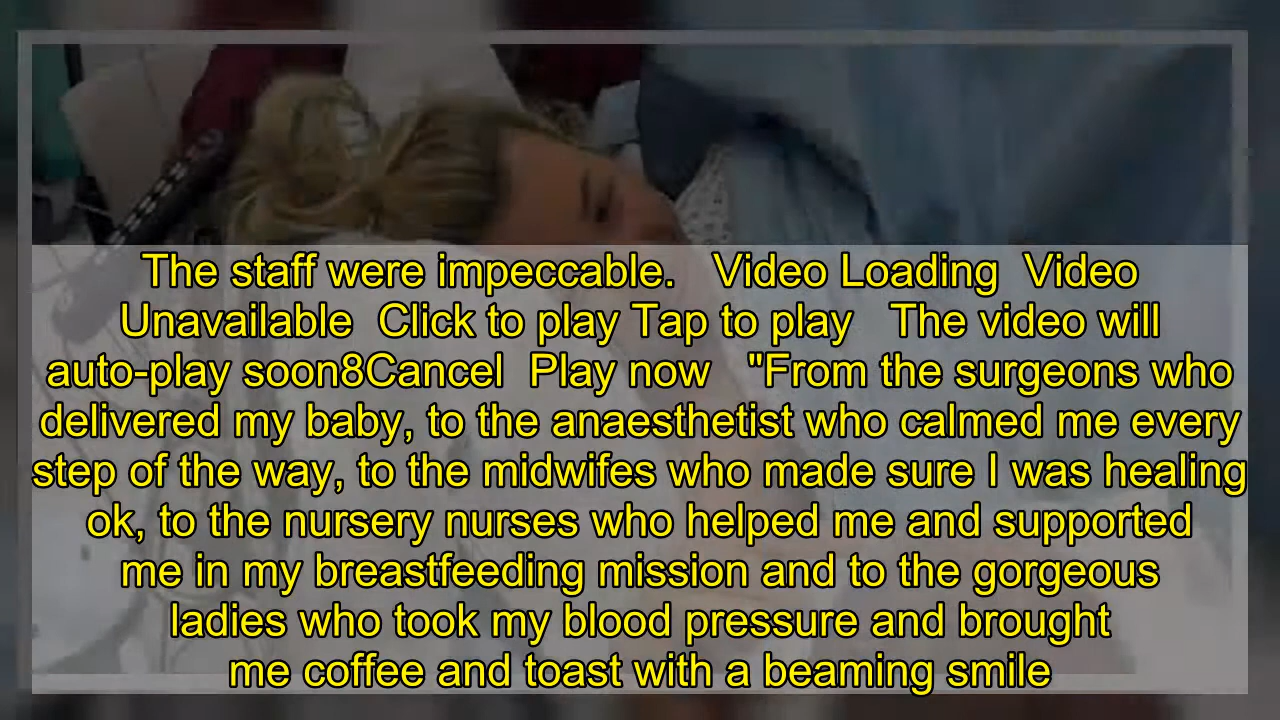 The staff were impeccable.   Video Loading  Video
Unavailable  Click to play Tap to play   The video will
auto-play soon8Cancel  Play now   "From the surgeons who
delivered my baby, to the anaesthetist who calmed me every
step of the way, to the midwifes who made sure I was healing
ok, to the nursery nurses who helped me and supported
me in my breastfeeding mission and to the gorgeous
ladies who took my blood pressure and brought
me coffee and toast with a beaming smile